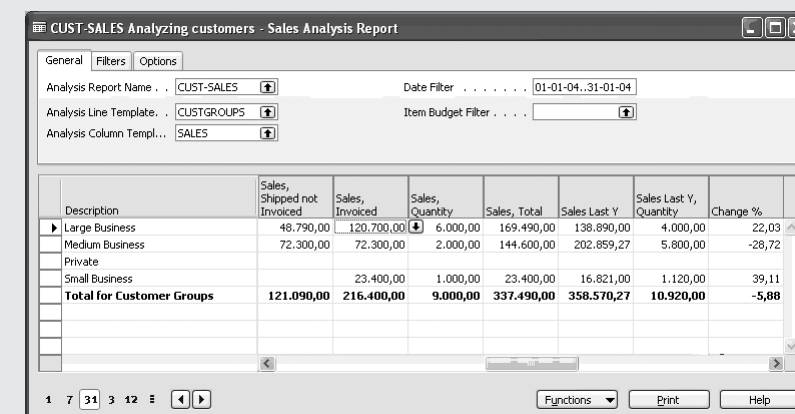 CUST-SALES Analyzing customers - Sales Analysis Report
General Filters Options
Analysis Report Name . . CUST-SALES Date Filter . . . . . . . 01-01-04..31-01-04
Analysis Line Template. . CUSTGROUPS Item Budget Filter . . . .
Analysis Column Templ... SALES
Description Sales, Shipped not Invoiced Sales, Invoiced Sales, Quantity Sales, Total Sales Last Y Sales Last Y, Quantity Change %
Large Business 48.790,00 120.700,00 6.000,00 169.490,00 138.890,00 4.000,00 22,03
Medium Business 72.300,00 72.300,00 2.000,00 144.600,00 202.859,27 5.800,00 -28,72
Private
Small Business 23.400,00 1.000,00 23.400,00 16.821,00 1.120,00 39,11
Total for Customer Groups 121.090,00 216.400,00 9.000,00 337.490,00 358.570,27 10.920,00 -5,88
1 7 31 3 12 Functions Print Help